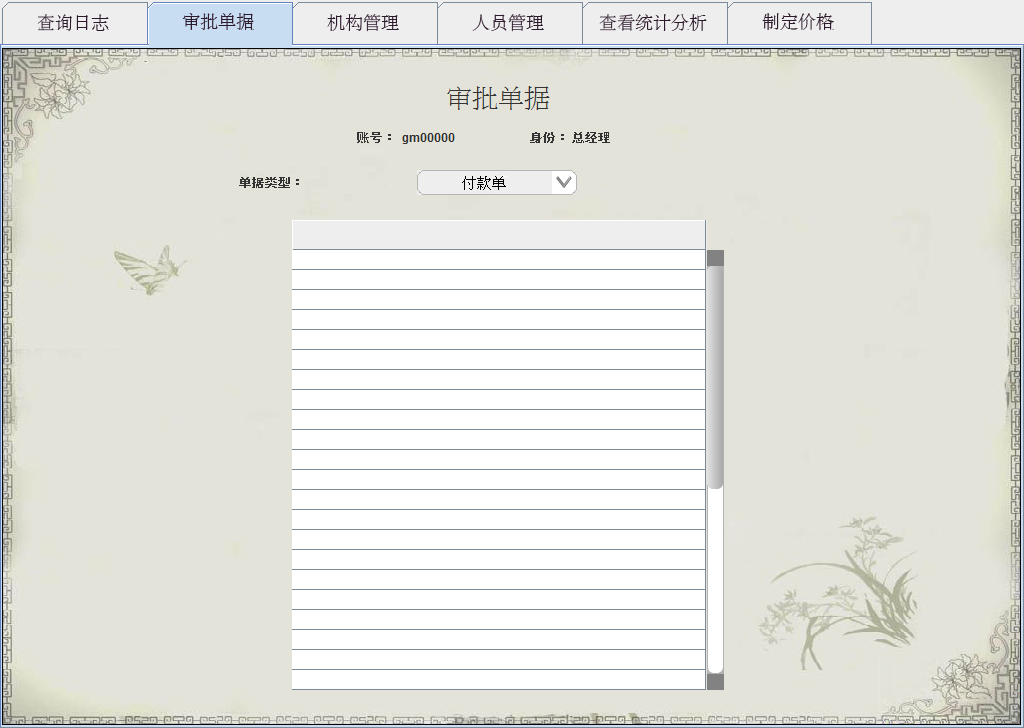 查询日志 审批单据 机构管理 人员管理 查看统计分析 制定价格
审批单据
账号： gm00000 身份： 总经理
单据类型： 付款单